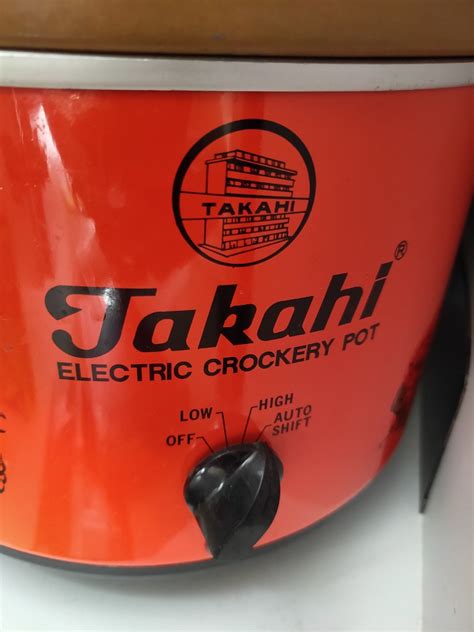 TAKAHI
Takahi®
ELECTRIC CROCKERY POT
LOW HIGH
OFF AUTO
SHIFT